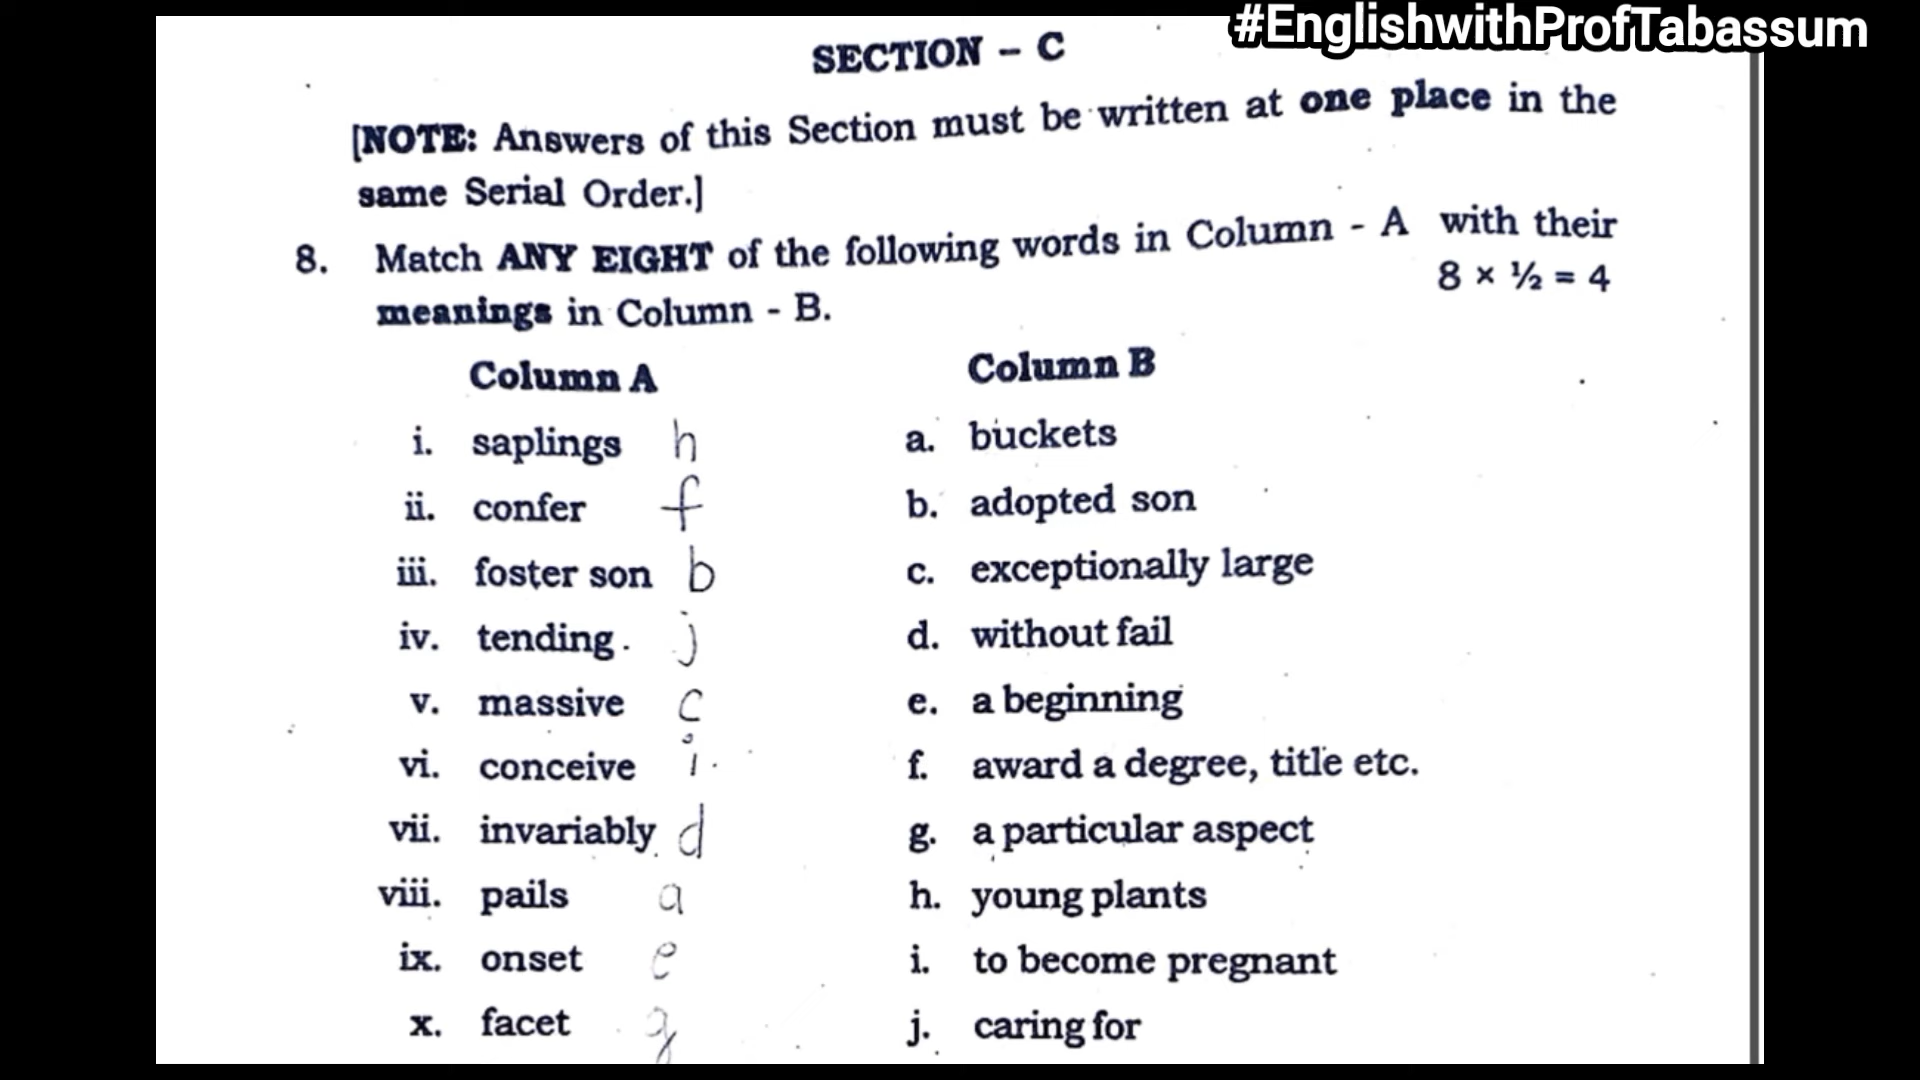 #EnglishwithProfTabassum
SECTION – C
[NOTE: Answers of this Section must be written at one place in the
same Serial Order.]
8. Match ANY EIGHT of the following words in Column - A with their
meanings in Column - B. 8 × ½ = 4
Column A Column B
i. saplings h a. buckets
ii. confer f b. adopted son
iii. foster son b c. exceptionally large
iv. tending j d. without fail
v. massive c e. a beginning
vi. conceive i f. award a degree, title etc.
vii. invariably d g. a particular aspect
viii. pails a h. young plants
ix. onset e i. to become pregnant
x. facet g j. caring for